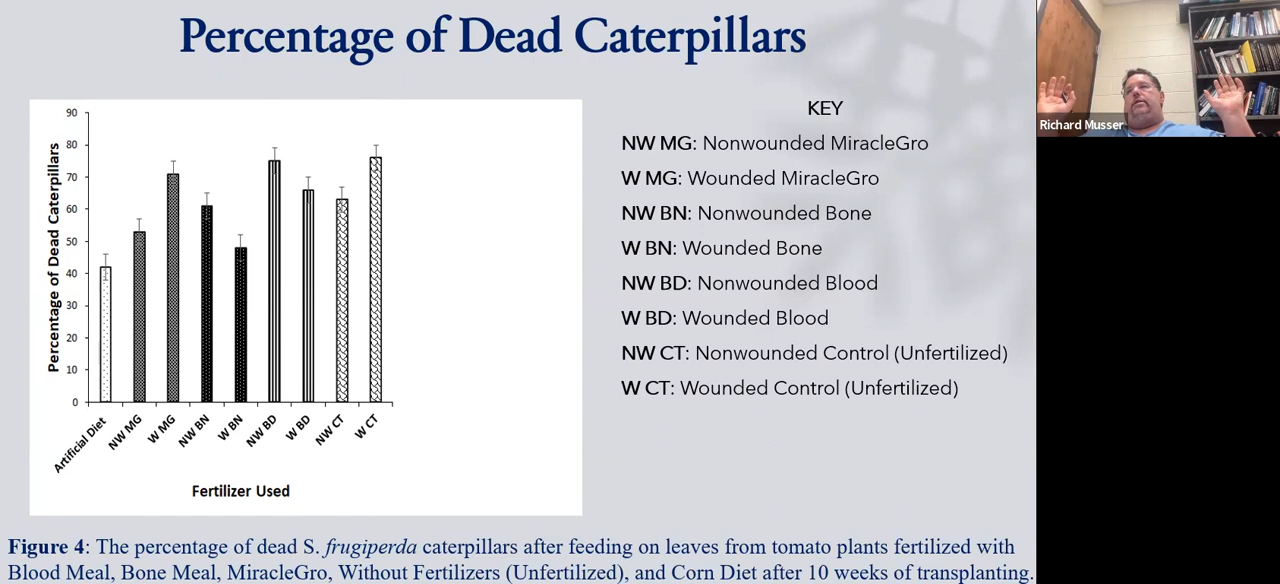 Percentage of Dead Caterpillars
Richard Musser
KEY
NW MG: Nonwounded MiracleGro
W MG: Wounded MiracleGro
NW BN: Nonwounded Bone
W BN: Wounded Bone
NW BD: Nonwounded Blood
W BD: Wounded Blood
NW CT: Nonwounded Control (Unfertilized)
W CT: Wounded Control (Unfertilized)
Percentage of Dead Caterpillars
90
80
70
60
50
40
30
20
10
0
Artificial Diet
NW MG
W MG
NW BN
W BN
NW BD
W BD
NW CT
W CT
Fertilizer Used
Figure 4: The percentage of dead S. frugiperda caterpillars after feeding on leaves from tomato plants fertilized with
Blood Meal, Bone Meal, MiracleGro, Without Fertilizers (Unfertilized), and Corn Diet after 10 weeks of transplanting.